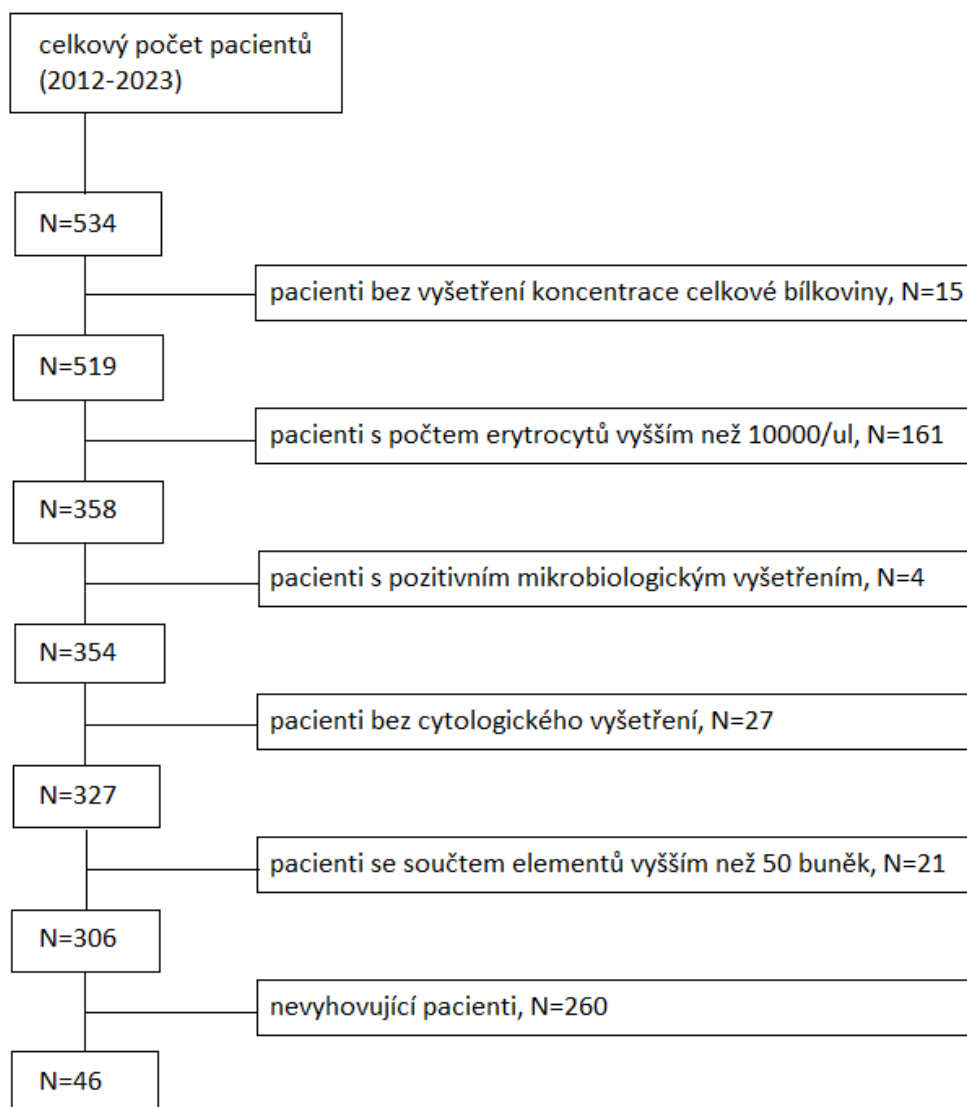 celkový počet pacientů
(2012-2023)
N=534
pacienti bez vyšetření koncentrace celkové bílkoviny, N=15
N=519
pacienti s počtem erytrocytů vyšším než 10000/ul, N=161
N=358
pacienti s pozitivním mikrobiologickým vyšetřením, N=4
N=354
pacienti bez cytologického vyšetření, N=27
N=327
pacienti se součtem elementů vyšším než 50 buněk, N=21
N=306
nevyhovující pacienti, N=260
N=46